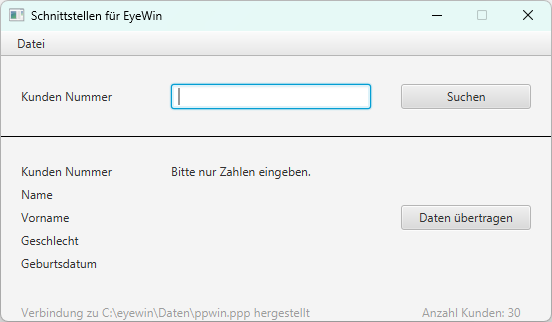 Schnittstellen für EyeWin
Datei
Kunden Nummer Suchen
Kunden Nummer Bitte nur Zahlen eingeben.
Name
Vorname Daten übertragen
Geschlecht
Geburtsdatum
Verbindung zu C:\eyewin\Daten\ppwin.ppp hergestellt Anzahl Kunden: 30